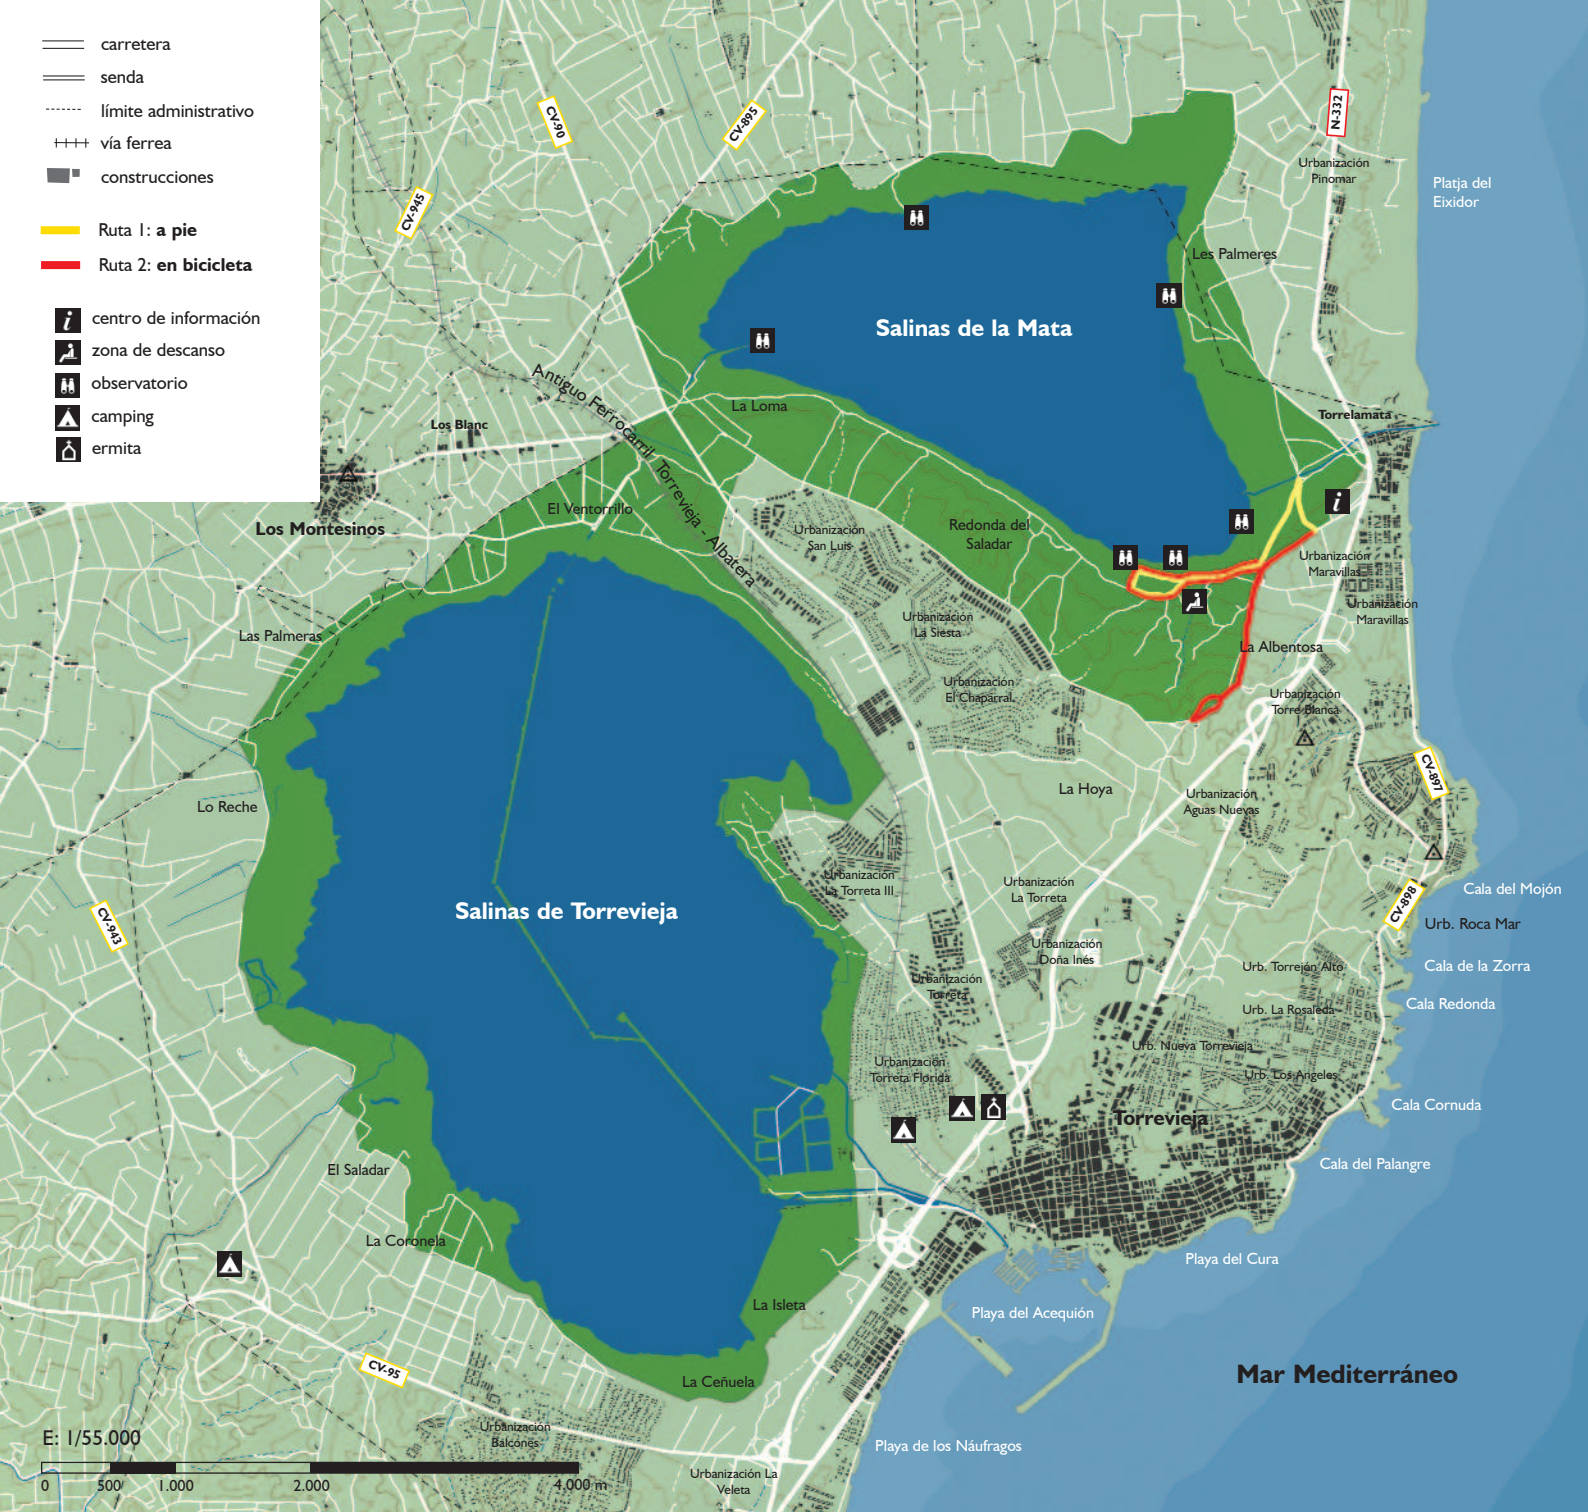 carretera
senda
límite administrativo
vía ferrea
construcciones
Ruta 1: a pie
Ruta 2: en bicicleta
centro de información
zona de descanso
observatorio
camping
ermita
CV-90
CV-895
CV-945
N-332
Urbanización
Pinomar
Platja del
Eixidor
Les Palmeres
Salinas de la Mata
Antiguo Ferrocarril Torrevieja - Albatera
La Loma
Los Blanc
Torrelamata
El Ventorrillo
Los Montesinos
Urbanización
San Luis
Redonda del
Saladar
Urbanización
Maravillas
Urbanización
Maravillas
Urbanización
La Siesta
Las Palmeras
La Albentosa
Urbanización
El Chaparral
Urbanización
Torre Blanca
CV-897
La Hoya
Urbanización
Aguas Nuevas
Lo Reche
Urbanización
La Torreta III
Urbanización
La Torreta
Cala del Mojón
CV-898
Salinas de Torrevieja
CV-943
Urb. Roca Mar
Urbanización
Doña Inés
Urb. Torrejón Alto
Cala de la Zorra
Urbanización
Torreta
Cala Redonda
Urb. La Rosaleda
Urb. Nueva Torrevieja
Urbanización
Torreta Florida
Urb. Los Angeles
Cala Cornuda
Torrevieja
El Saladar
Cala del Palangre
La Coronela
Playa del Cura
La Isleta
Playa del Acequión
CV-95
La Ceñuela
Mar Mediterráneo
Urbanización
Balcones
Playa de los Náufragos
E: 1/55.000
Urbanización La
Veleta
0 500 1.000 2.000 4.000 m